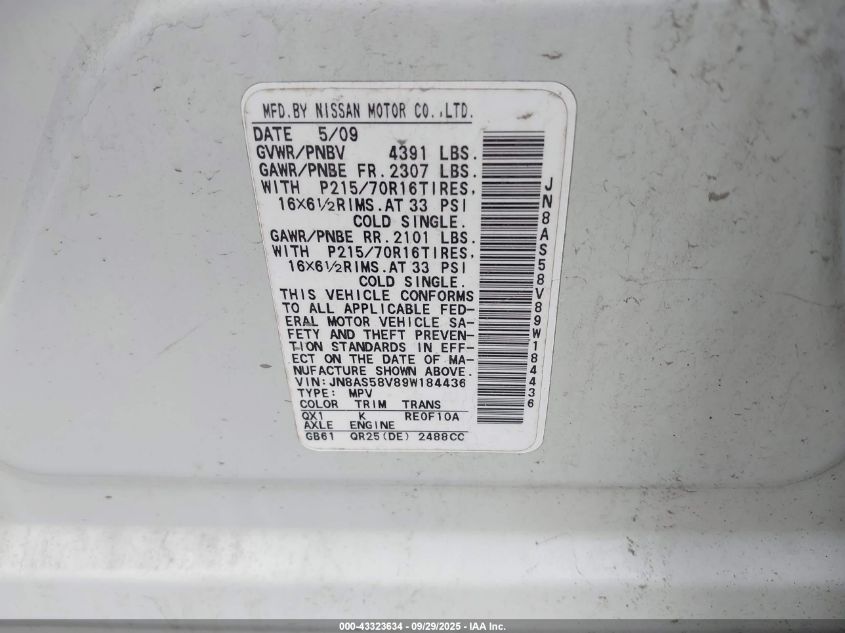 MFD.BY NISSAN MOTOR CO.,LTD.
DATE 5/09
GVWR/PNBV 4391 LBS.
GAWR/PNBE FR. 2307 LBS.
WITH P215/70R16TIRES,
16×6½RIMS.AT 33 PSI
COLD SINGLE.
GAWR/PNBE RR. 2101 LBS.
WITH P215/70R16TIRES,
16×6½RIMS.AT 33 PSI
COLD SINGLE.
THIS VEHICLE CONFORMS
TO ALL APPLICABLE FED-
ERAL MOTOR VEHICLE SA-
FETY AND THEFT PREVEN-
TION STANDARDS IN EFF-
ECT ON THE DATE OF MA-
NUFACTURE SHOWN ABOVE.
VIN: JN8AS58V89W184436
TYPE: MPV
COLOR TRIM TRANS
QX1 K RE0F10A
AXLE ENGINE
GB61 QR25(DE) 2488CC
JN8AS58V89W184436
000-43323634 - 09/29/2025 - IAA Inc.